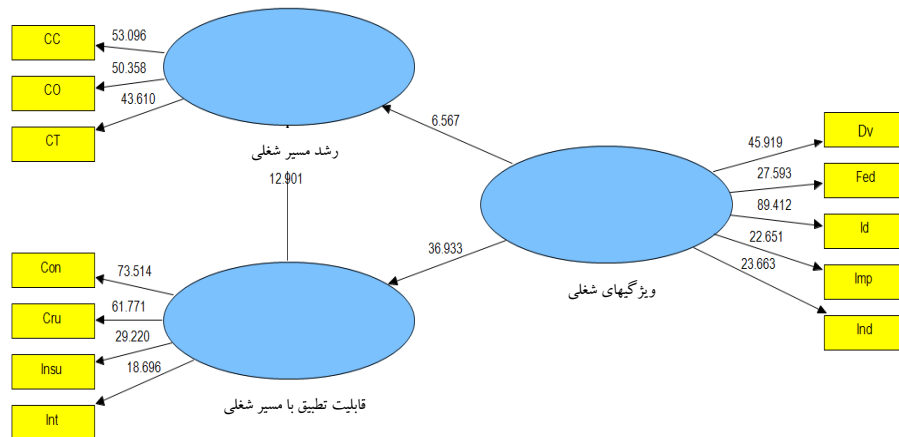 CC
53.096
CO
50.358
CT
43.610
رشد مسیر شغلی
6.567
12.901
Dv
45.919
Fed
27.593
Id
89.412
Imp
22.651
Ind
23.663
ویژگیهای شغلی
36.933
Con
73.514
Cru
61.771
Insu
29.220
Int
18.696
قابلیت تطبیق با مسیر شغلی